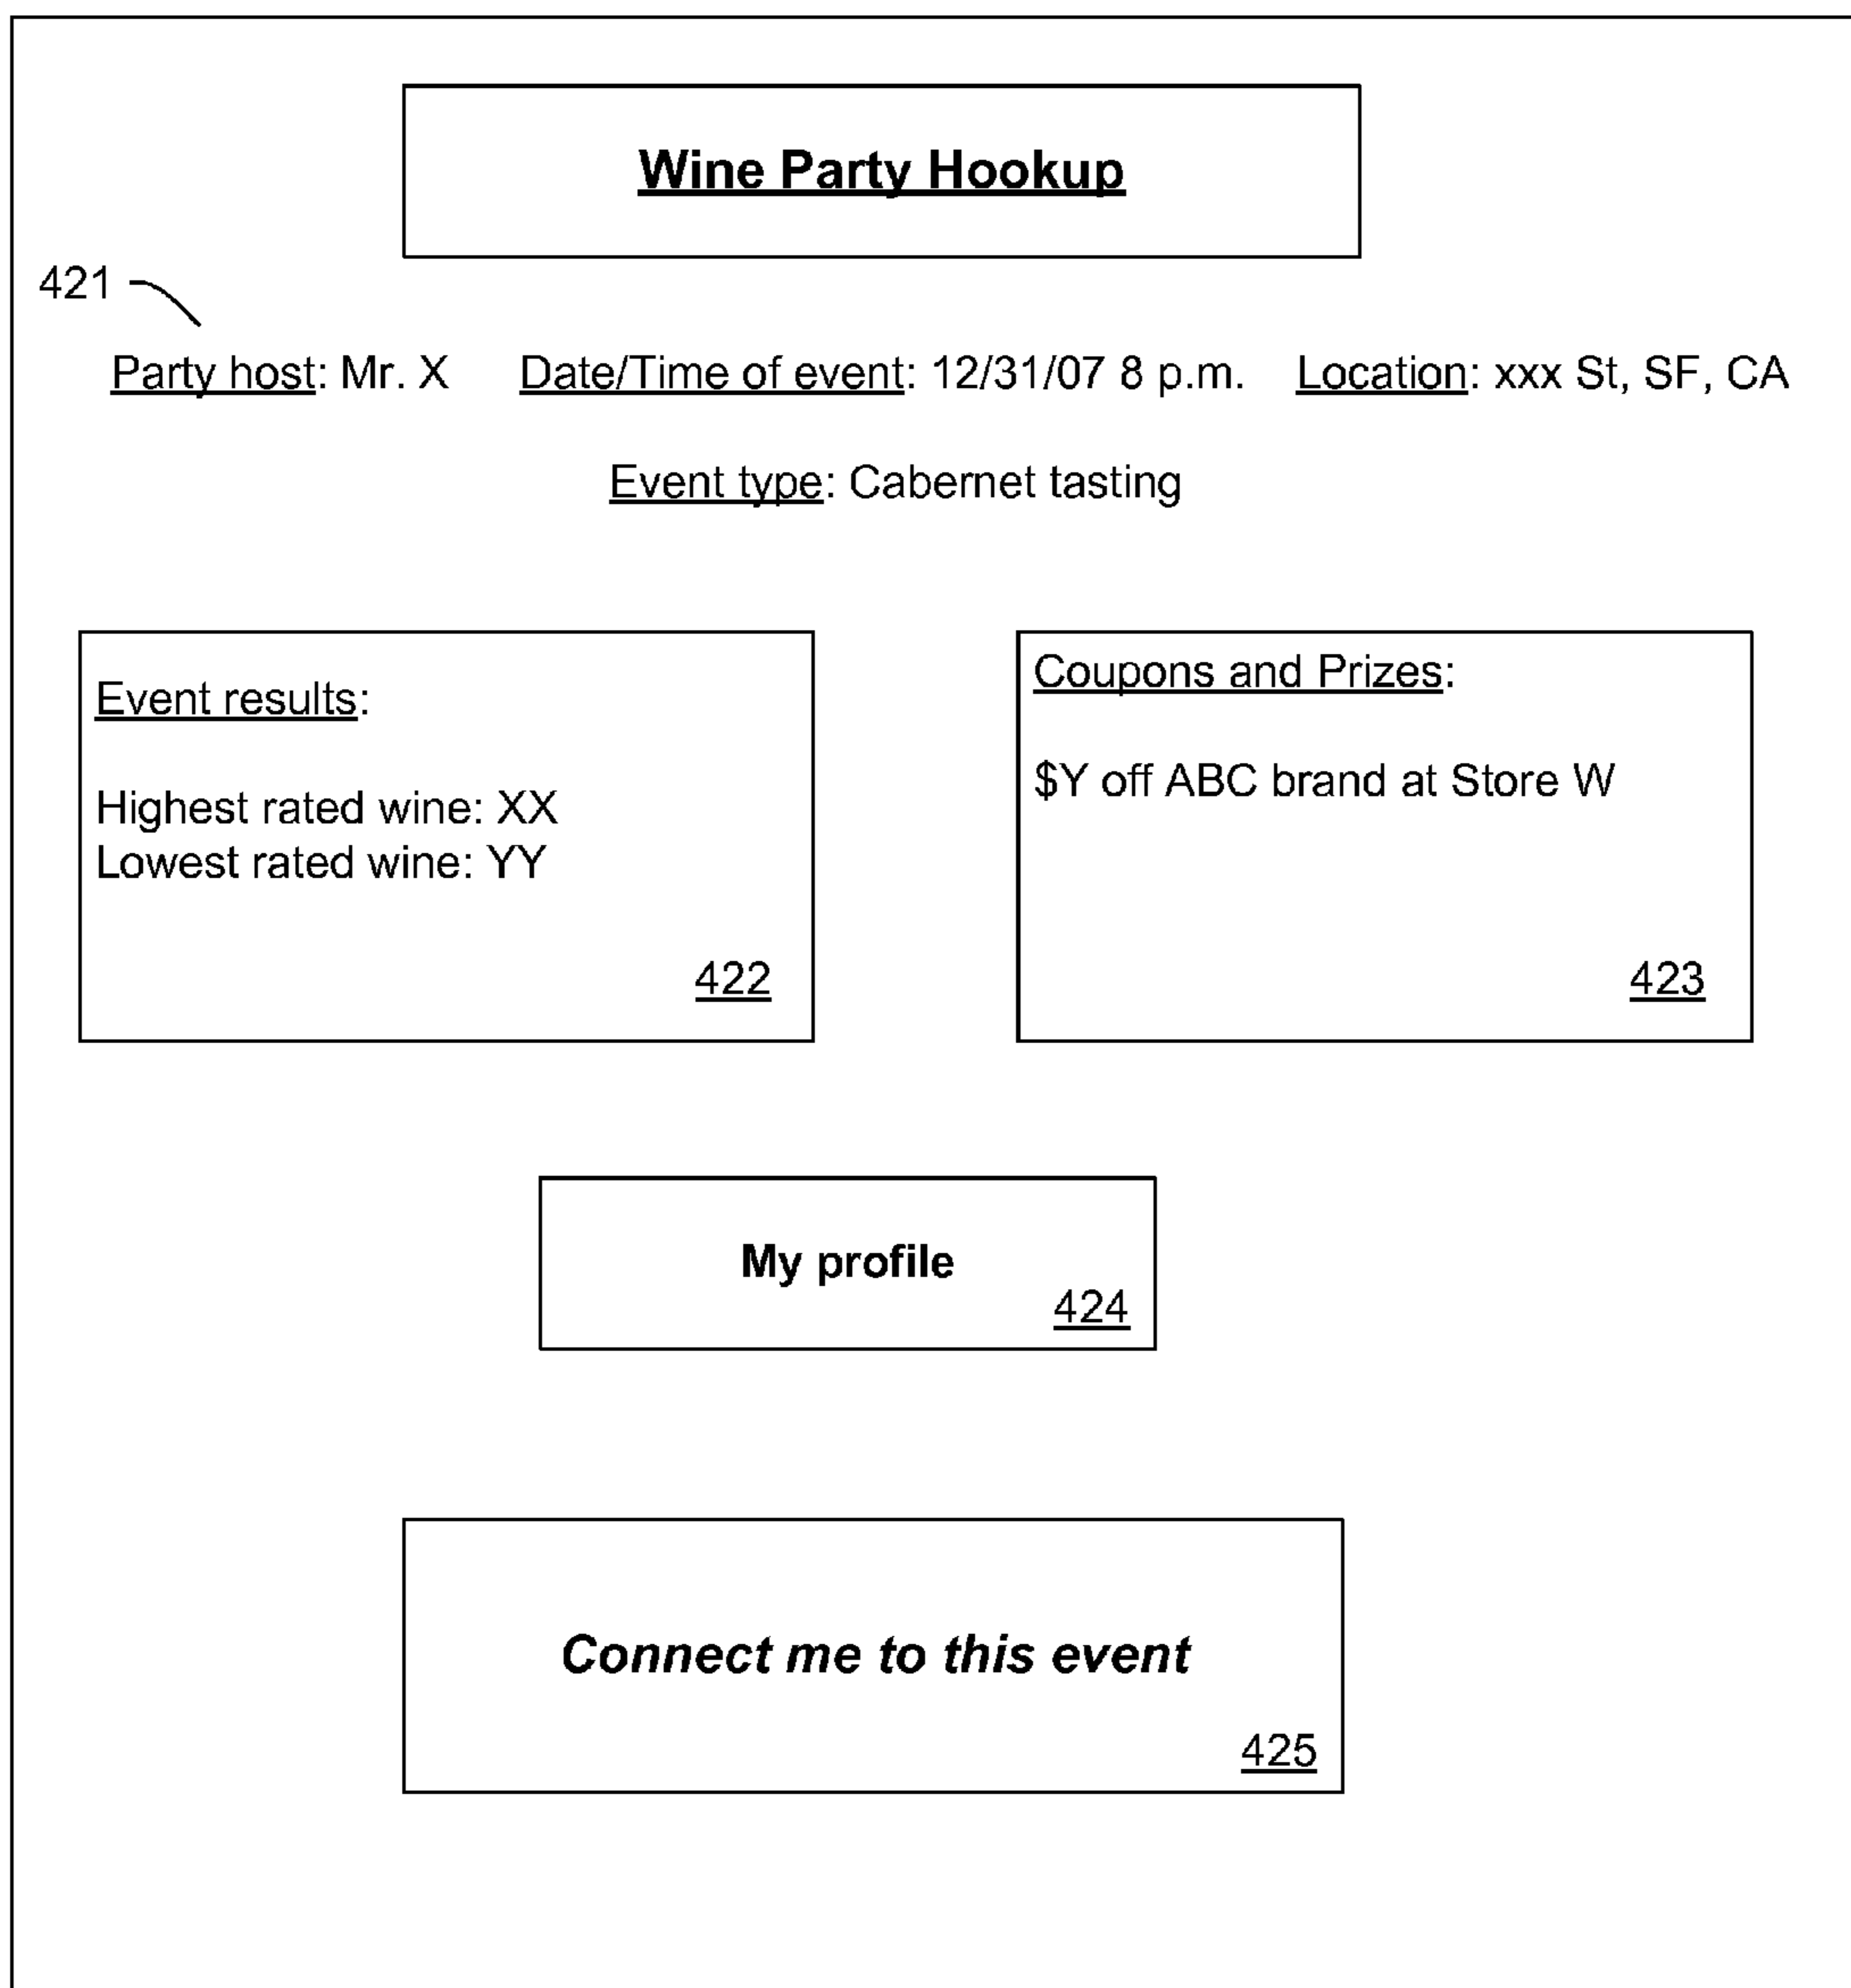 Wine Party Hookup
421
Party host: Mr. X Date/Time of event: 12/31/07 8 p.m. Location: xxx St, SF, CA
Event type: Cabernet tasting
Event results:
Highest rated wine: XX
Lowest rated wine: YY
422
Coupons and Prizes:
$Y off ABC brand at Store W
423
My profile
424
Connect me to this event
425